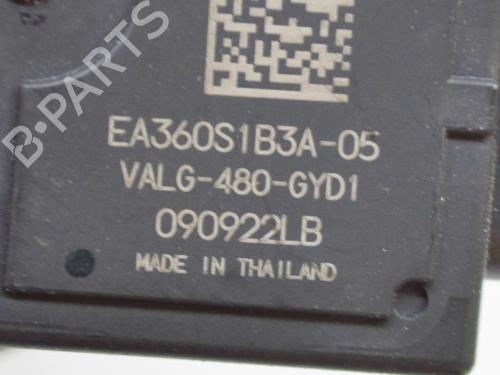 B-PARTS
EA360S1B3A-05
VALG-480-GYD1
090922LB
MADE IN THAILAND